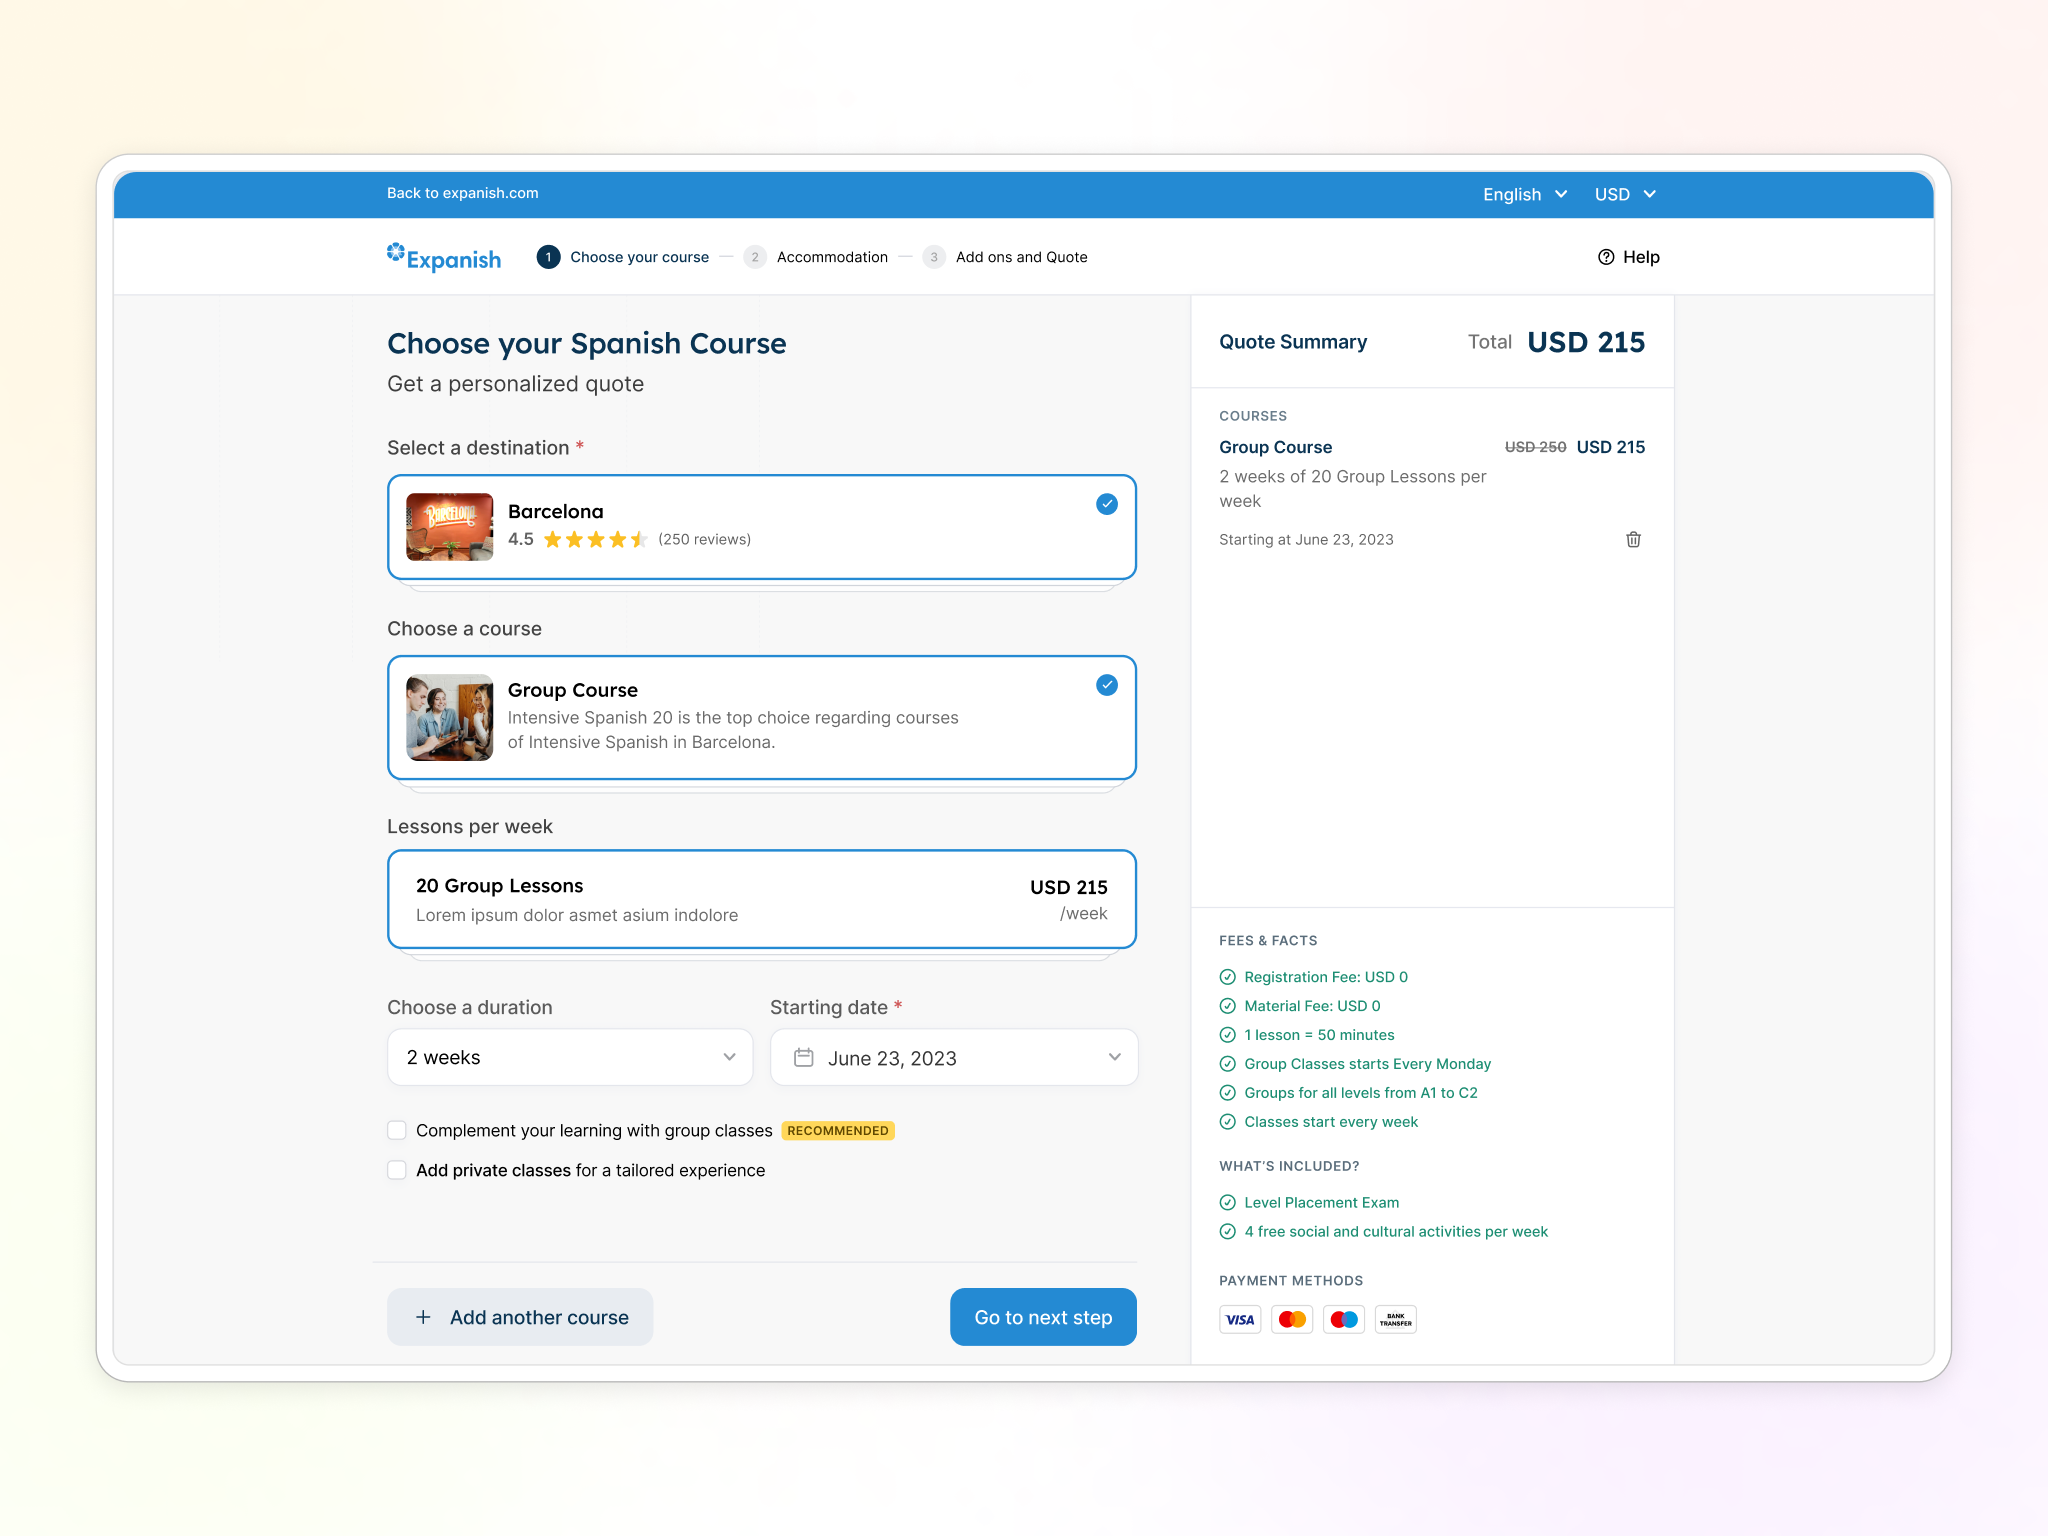 Back to expanish.com
English
USD
Expanish
1 Choose your course
2 Accommodation
3 Add ons and Quote
Help
Choose your Spanish Course
Get a personalized quote
Select a destination *
BARCELONA
Barcelona
4.5 (250 reviews)
Choose a course
Group Course
Intensive Spanish 20 is the top choice regarding courses
of Intensive Spanish in Barcelona.
Lessons per week
20 Group Lessons
Lorem ipsum dolor asmet asium indolore
USD 215
/week
Choose a duration
2 weeks
Starting date *
June 23, 2023
Complement your learning with group classes RECOMMENDED
Add private classes for a tailored experience
+ Add another course
Go to next step
Quote Summary
Total USD 215
COURSES
Group Course
USD 250 USD 215
2 weeks of 20 Group Lessons per
week
Starting at June 23, 2023
FEES & FACTS
Registration Fee: USD 0
Material Fee: USD 0
1 lesson = 50 minutes
Group Classes starts Every Monday
Groups for all levels from A1 to C2
Classes start every week
WHAT'S INCLUDED?
Level Placement Exam
4 free social and cultural activities per week
PAYMENT METHODS
VISA
BANK
TRANSFER